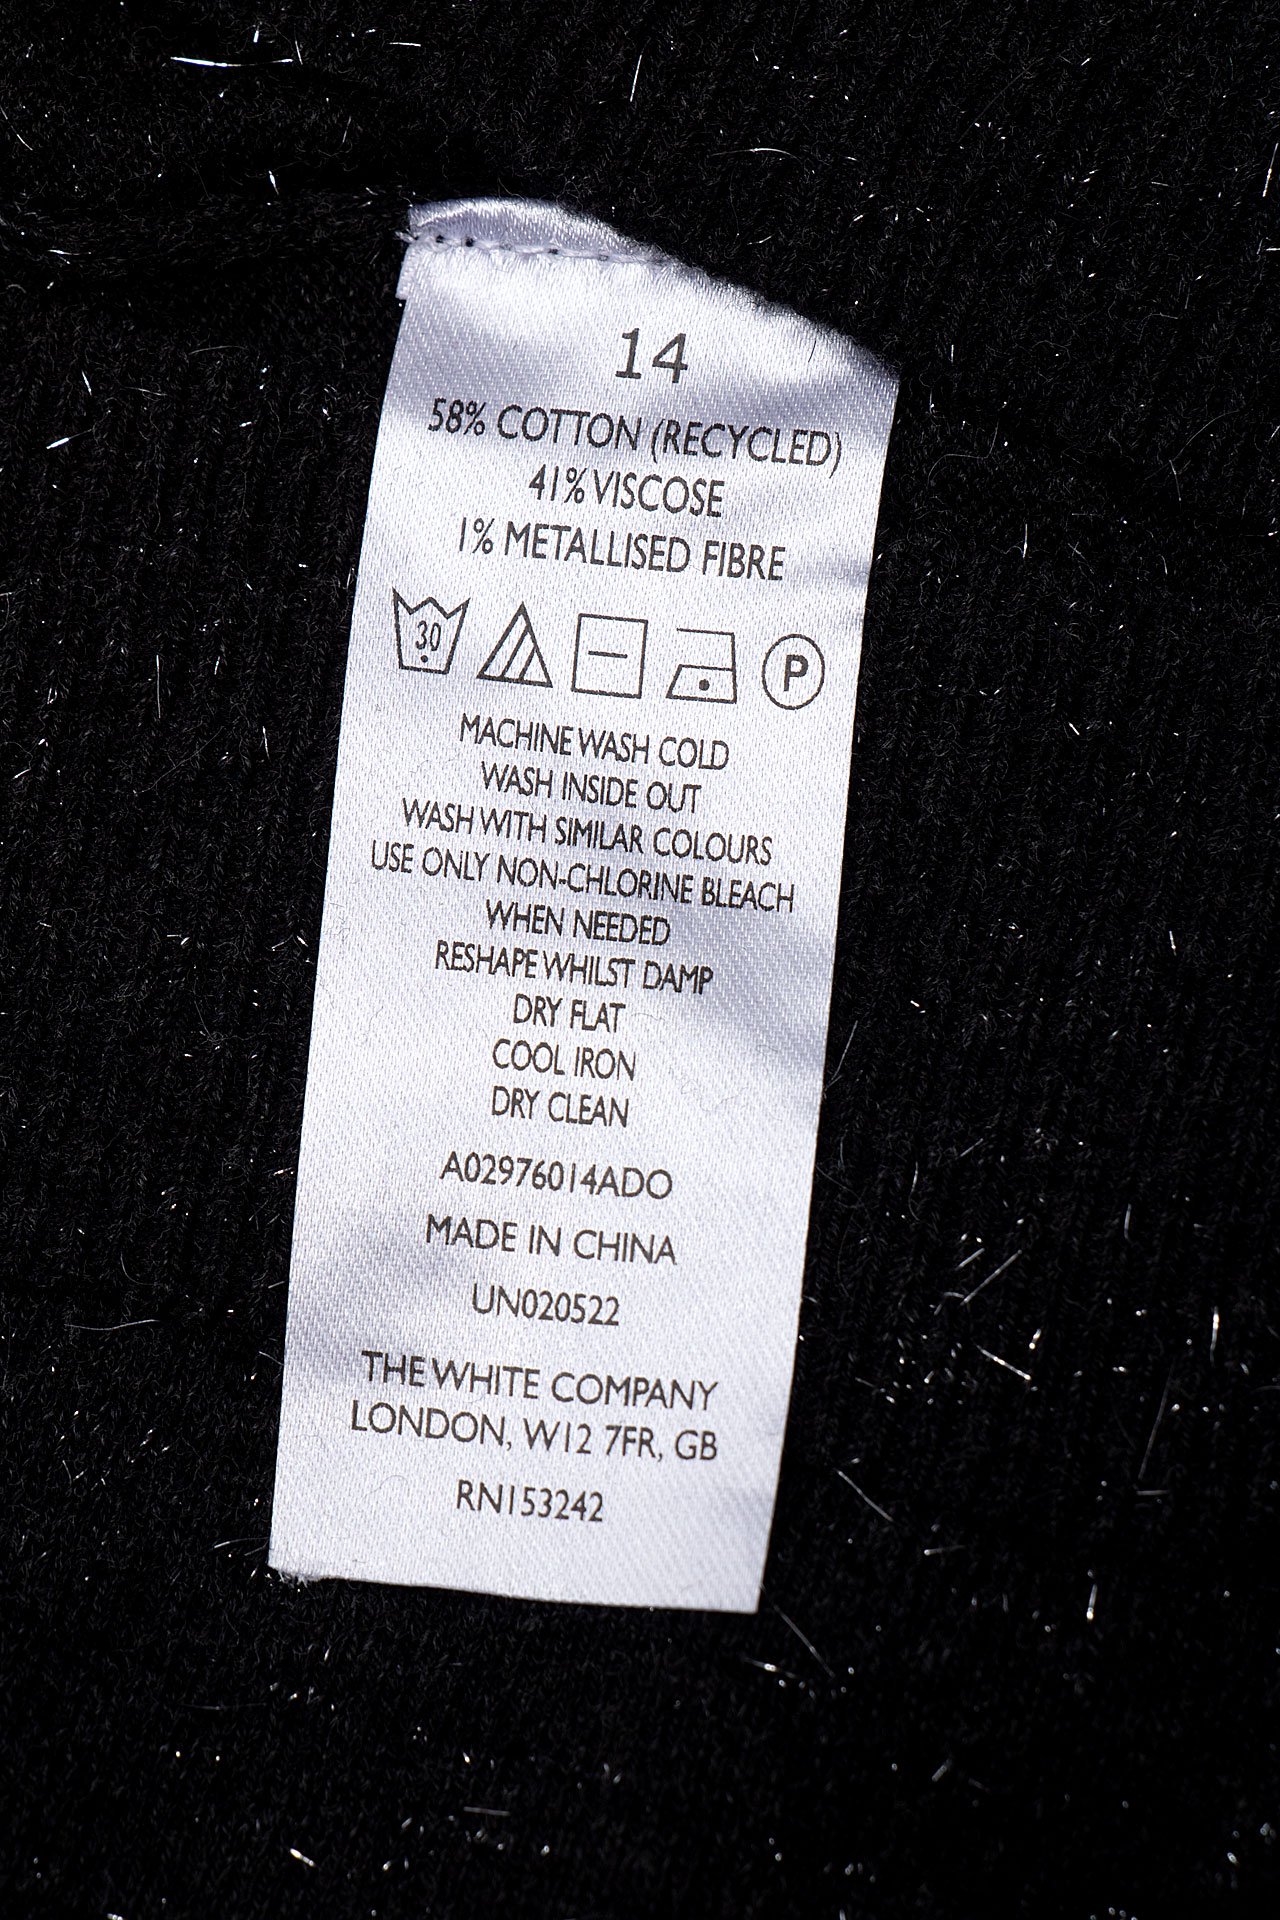 14
58% COTTON (RECYCLED)
41% VISCOSE
1% METALLISED FIBRE
30
P
MACHINE WASH COLD
WASH INSIDE OUT
WASH WITH SIMILAR COLOURS
USE ONLY NON-CHLORINE BLEACH
WHEN NEEDED
RESHAPE WHILST DAMP
DRY FLAT
COOL IRON
DRY CLEAN
A02976014ADO
MADE IN CHINA
UN020522
THE WHITE COMPANY
LONDON, W12 7FR, GB
RN153242